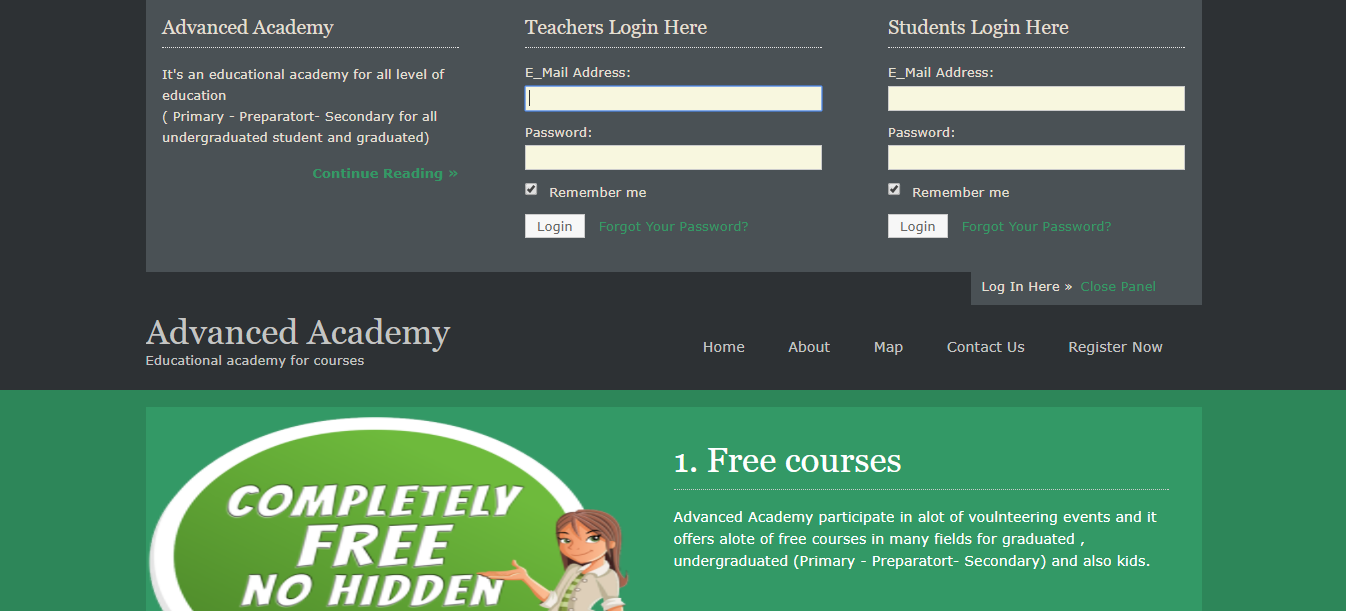 Advanced Academy
It's an educational academy for all level of
education
( Primary - Preparatort- Secondary for all
undergraduated student and graduated)
Continue Reading »
Teachers Login Here
E_Mail Address:
Password:
Remember me
Login Forgot Your Password?
Students Login Here
E_Mail Address:
Password:
Remember me
Login Forgot Your Password?
Log In Here » Close Panel
Advanced Academy
Educational academy for courses
Home About Map Contact Us Register Now
COMPLETELY
FREE
NO HIDDEN
1. Free courses
Advanced Academy participate in alot of voulnteering events and it
offers alote of free courses in many fields for graduated ,
undergraduated (Primary - Preparatort- Secondary) and also kids.